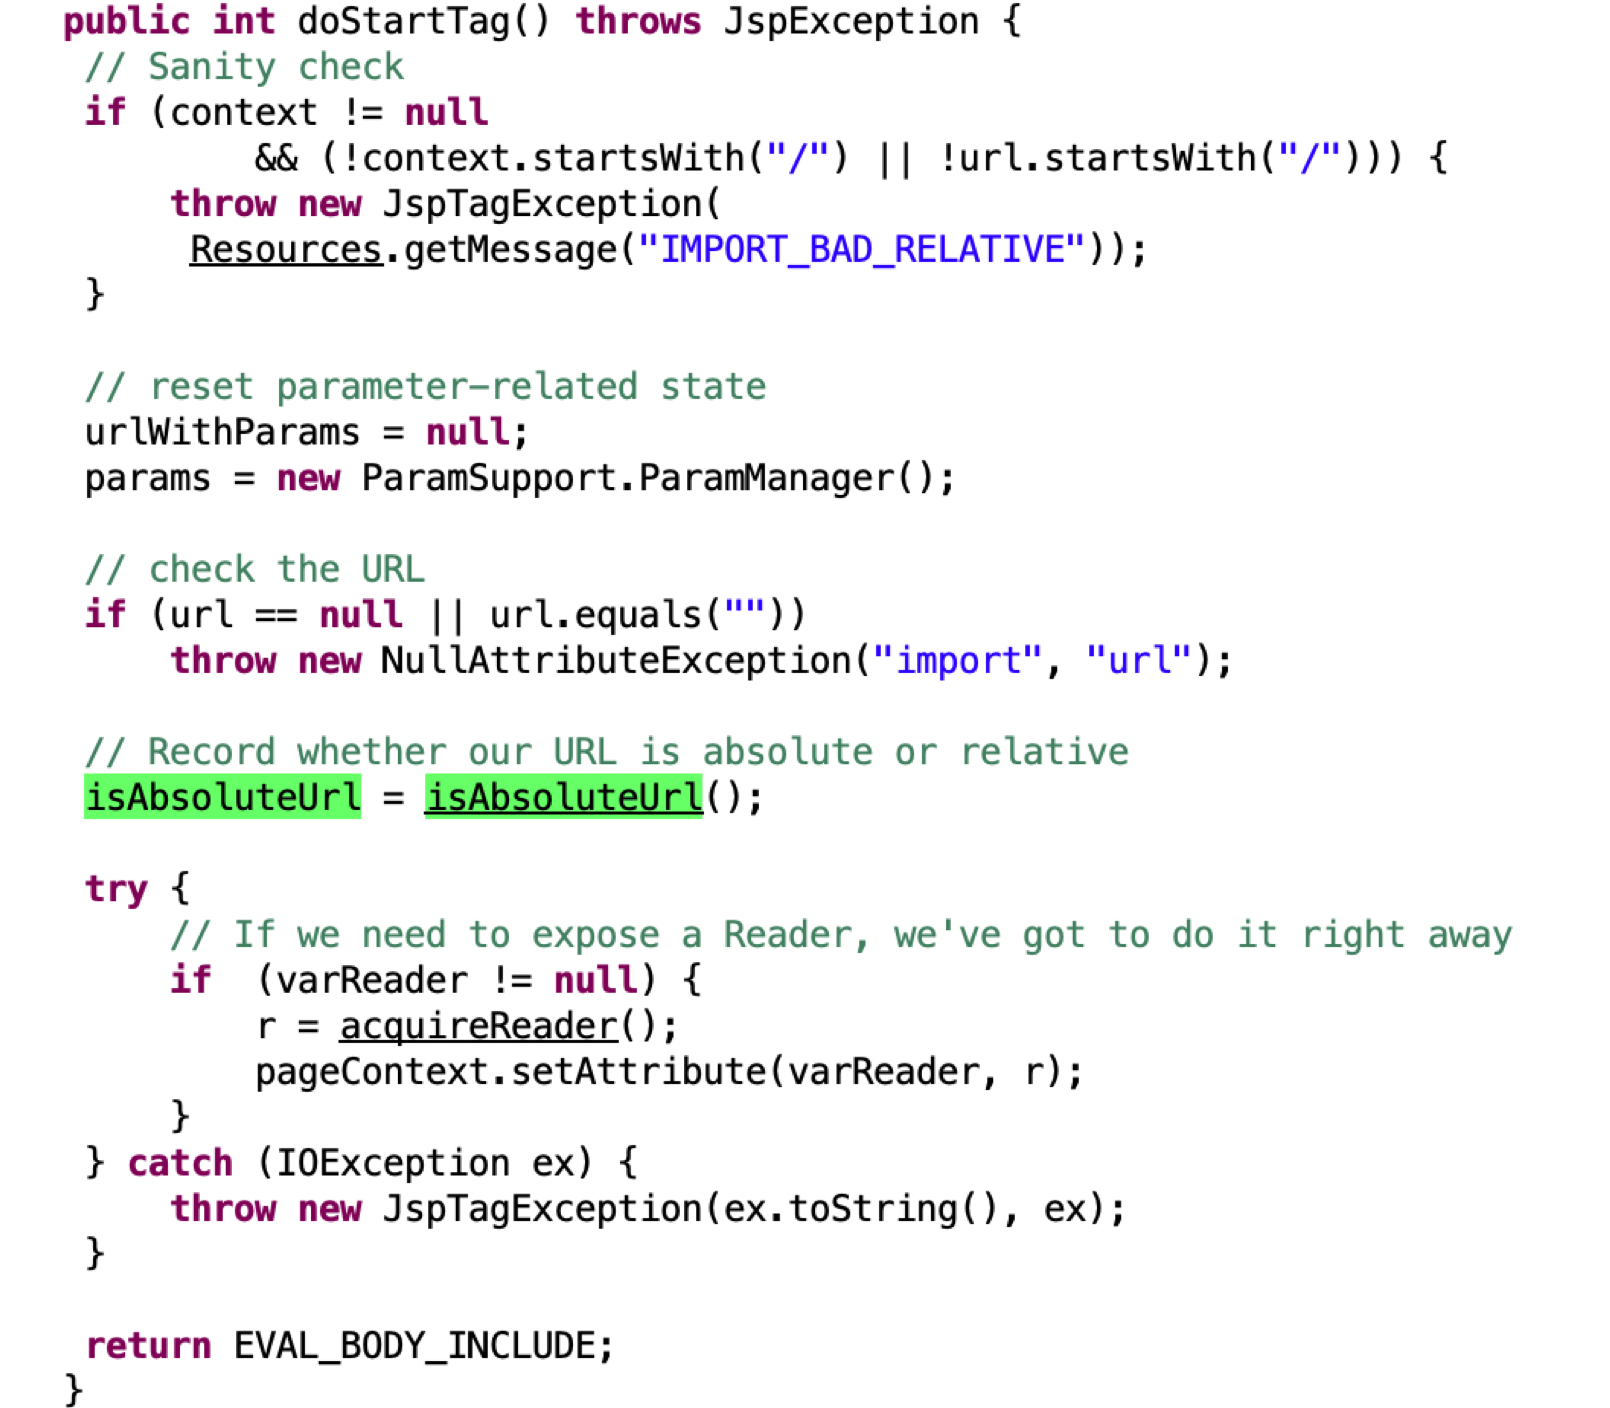 public int doStartTag() throws JspException {
// Sanity check
if (context != null
&& (!context.startsWith("/") || !url.startsWith("/"))) {
throw new JspTagException(
Resources.getMessage("IMPORT_BAD_RELATIVE"));
}
// reset parameter-related state
urlWithParams = null;
params = new ParamSupport.ParamManager();
// check the URL
if (url == null || url.equals(""))
throw new NullAttributeException("import", "url");
// Record whether our URL is absolute or relative
isAbsoluteUrl = isAbsoluteUrl();
try {
// If we need to expose a Reader, we've got to do it right away
if  (varReader != null) {
r = acquireReader();
pageContext.setAttribute(varReader, r);
}
} catch (IOException ex) {
throw new JspTagException(ex.toString(), ex);
}
return EVAL_BODY_INCLUDE;
}